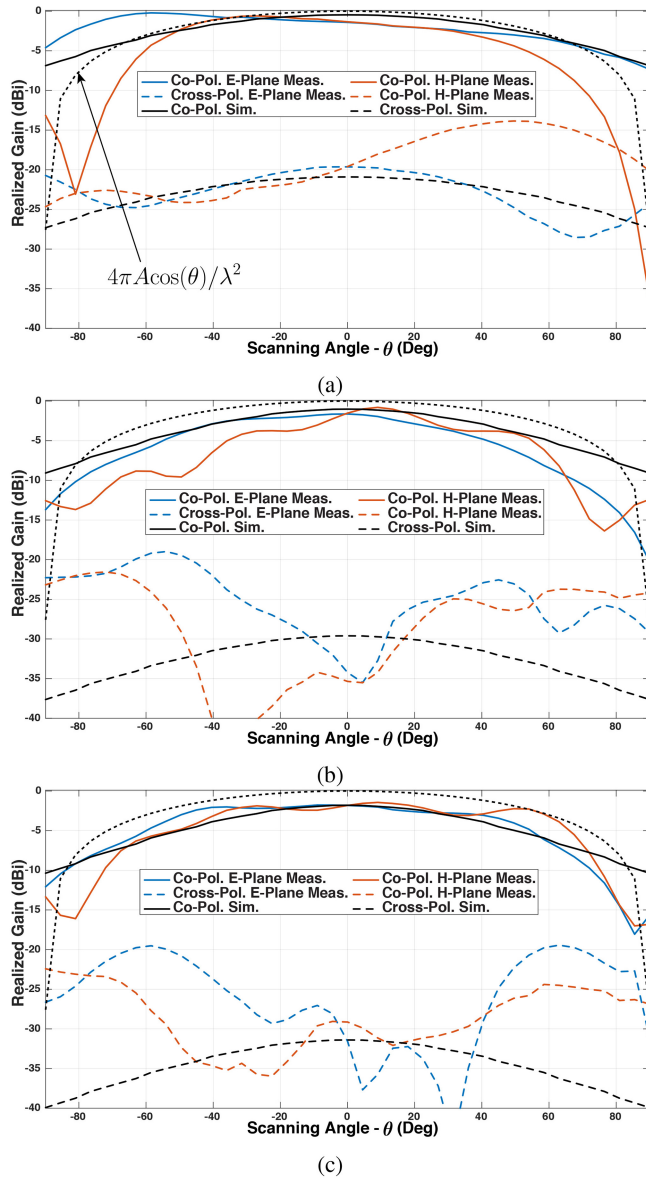 0
-5
-10
-15
-20
-25
-30
-35
-40
Realized Gain (dBi)
Co-Pol. E-Plane Meas.
Co-Pol. H-Plane Meas.
Cross-Pol. E-Plane Meas.
Co-Pol. H-Plane Meas.
Co-Pol. Sim.
Cross-Pol. Sim.
4πAcos(θ)/λ²
-80 -60 -40 -20 0 20 40 60 80
Scanning Angle - θ (Deg)
(a)
0
-5
-10
-15
-20
-25
-30
-35
-40
Realized Gain (dBi)
Co-Pol. E-Plane Meas.
Co-Pol. H-Plane Meas.
Cross-Pol. E-Plane Meas.
Co-Pol. H-Plane Meas.
Co-Pol. Sim.
Cross-Pol. Sim.
-80 -60 -40 -20 0 20 40 60 80
Scanning Angle - θ (Deg)
(b)
0
-5
-10
-15
-20
-25
-30
-35
-40
Realized Gain (dBi)
Co-Pol. E-Plane Meas.
Co-Pol. H-Plane Meas.
Cross-Pol. E-Plane Meas.
Co-Pol. H-Plane Meas.
Co-Pol. Sim.
Cross-Pol. Sim.
-80 -60 -40 -20 0 20 40 60 80
Scanning Angle - θ (Deg)
(c)